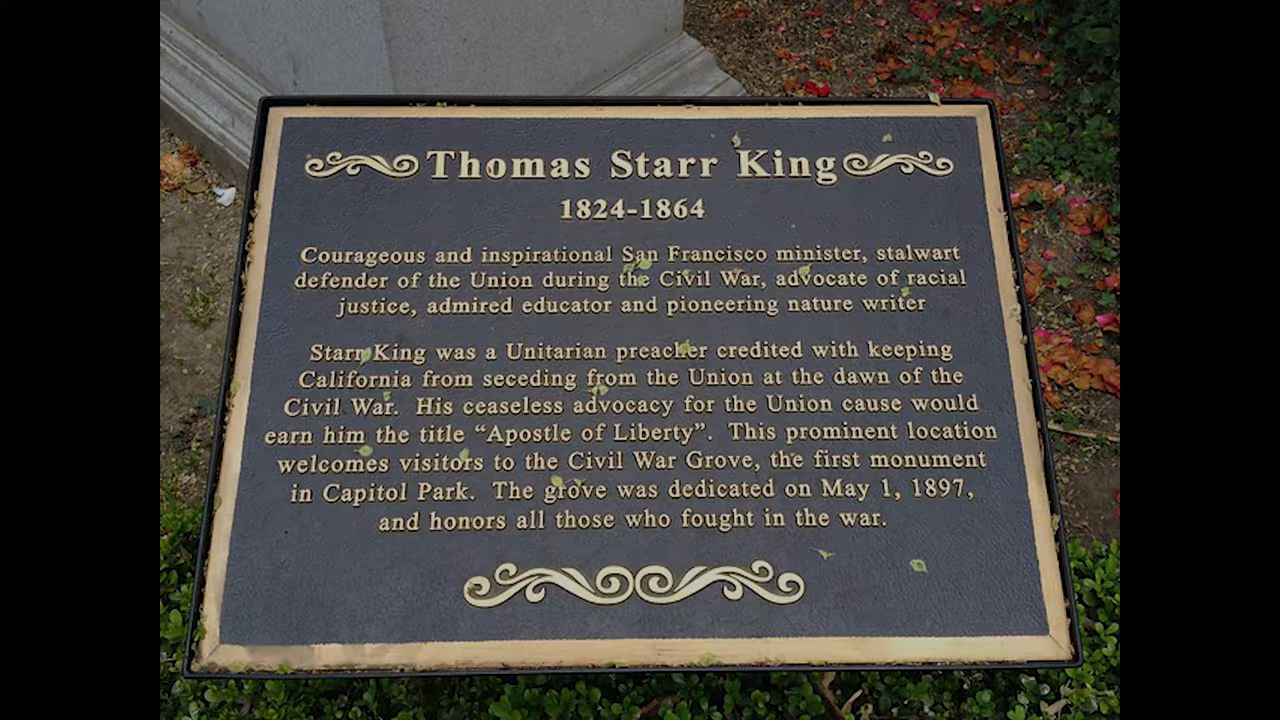 Thomas Starr King
1824-1864
Courageous and inspirational San Francisco minister, stalwart
defender of the Union during the Civil War, advocate of racial
justice, admired educator and pioneering nature writer
Starr King was a Unitarian preacher credited with keeping
California from seceding from the Union at the dawn of the
Civil War. His ceaseless advocacy for the Union cause would
earn him the title “Apostle of Liberty”. This prominent location
welcomes visitors to the Civil War Grove, the first monument
in Capitol Park. The grove was dedicated on May 1, 1897,
and honors all those who fought in the war.